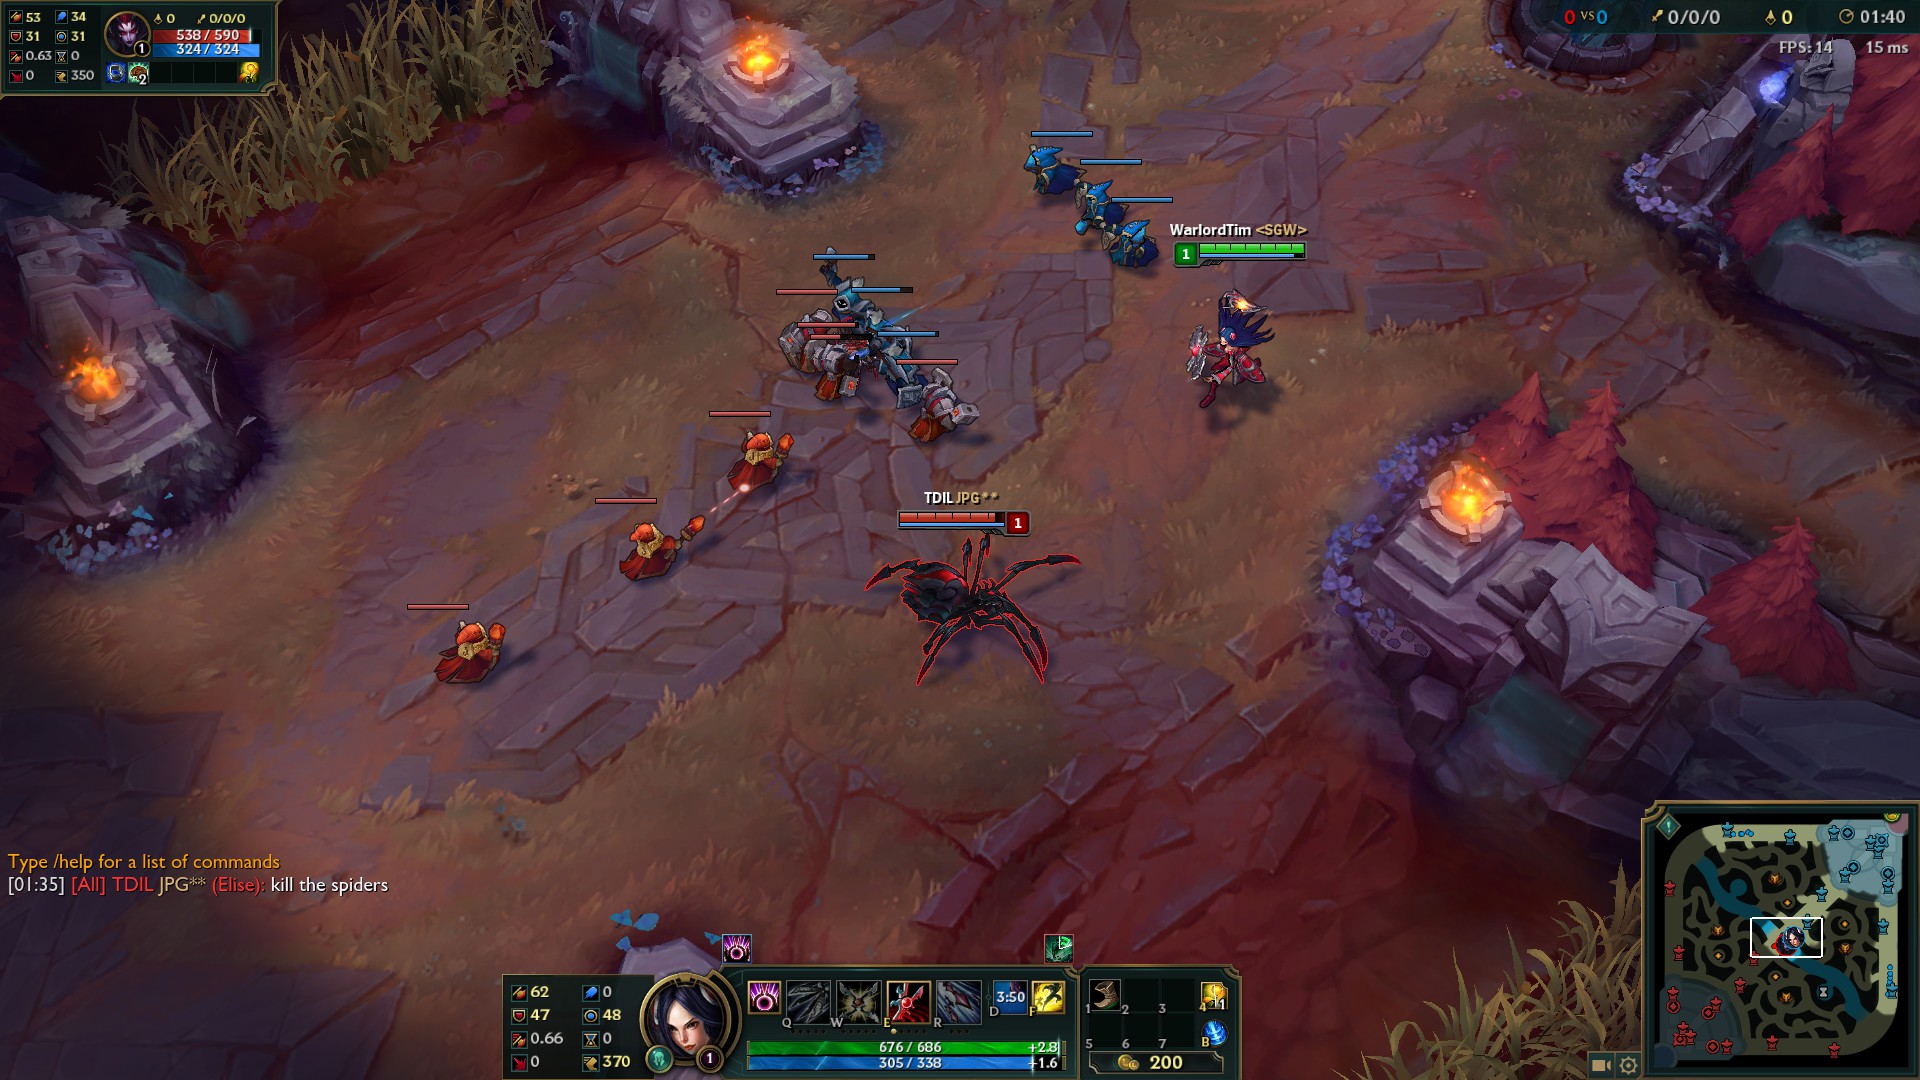 53 34 0 0/0/0
31 31 538 / 590
0.63 0 1 324 / 324
0 350 2
0 VS 0 0/0/0 0 01:40
FPS: 14 15 ms
WarlordTim <SGW>
1
TDIL JPG**
1
Type /help for a list of commands
[01:35] [All] TDIL JPG** (Elise): kill the spiders
62 0
47 48
0.66 0
0 370
1
Q W E R
3:50 D F
676 / 686 +2.8
305 / 338 +1.6
1 2 3 4 11
5 6 7 B
200